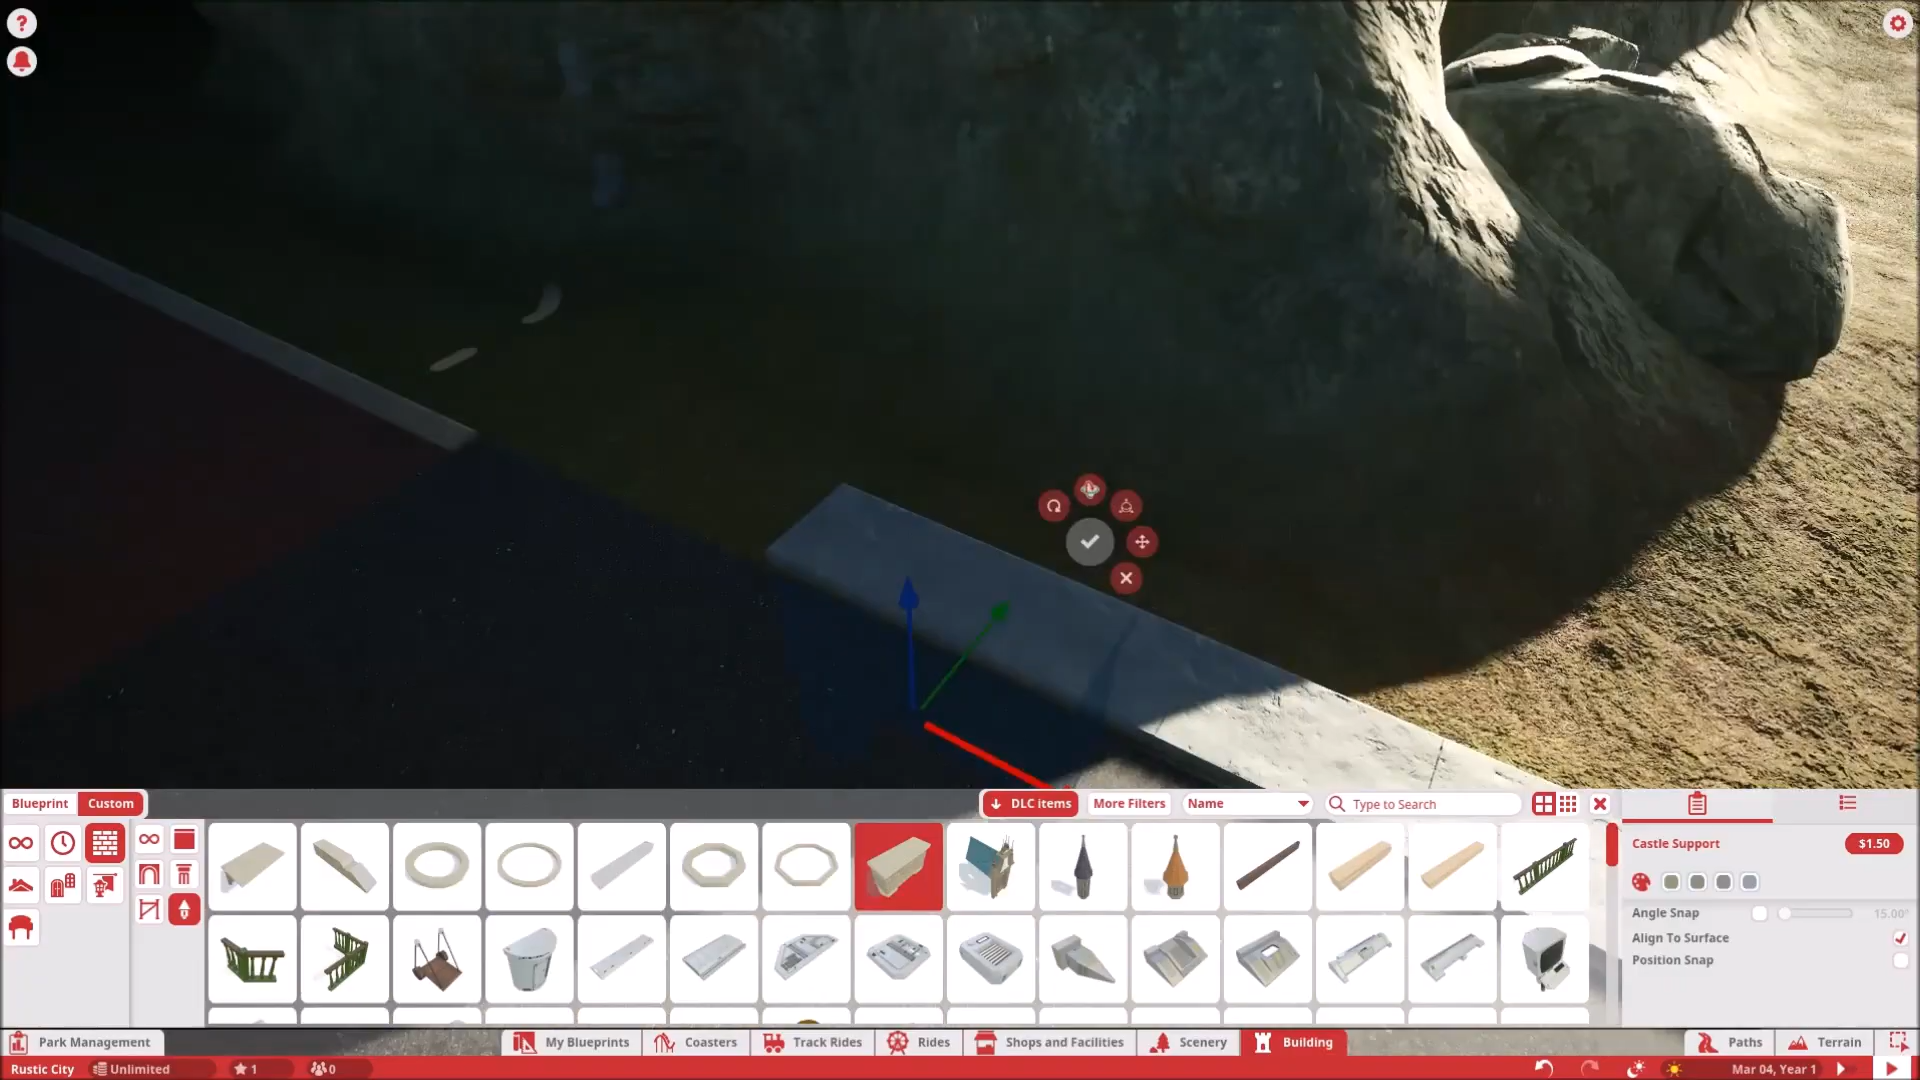 ?
Blueprint Custom
DLC items More Filters Name Type to Search
Castle Support $1.50
Angle Snap 15.00°
Align To Surface
Position Snap
Park Management My Blueprints Coasters Track Rides Rides Shops and Facilities Scenery Building Paths Terrain
Rustic City Unlimited 1 0 Mar 04, Year 1